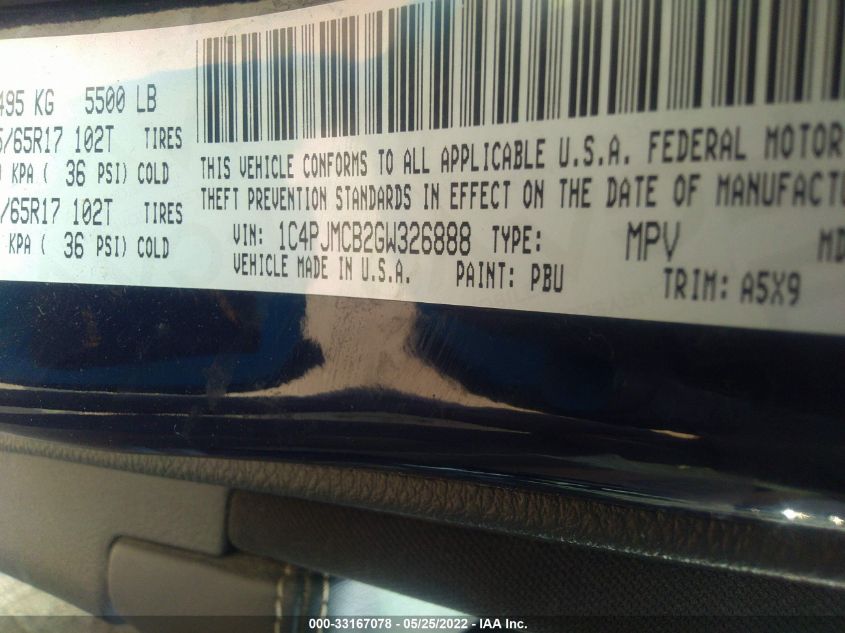 495 KG 5500 LB
/65R17 102T TIRES
KPA ( 36 PSI) COLD
/65R17 102T TIRES
KPA ( 36 PSI) COLD
THIS VEHICLE CONFORMS TO ALL APPLICABLE U.S.A. FEDERAL MOTOR
THEFT PREVENTION STANDARDS IN EFFECT ON THE DATE OF MANUFACTU
VIN: 1C4PJMCB2GW326888 TYPE: MPV MD
VEHICLE MADE IN U.S.A. PAINT: PBU TRIM: A5X9
000-33167078 - 05/25/2022 - © IAA, Inc.